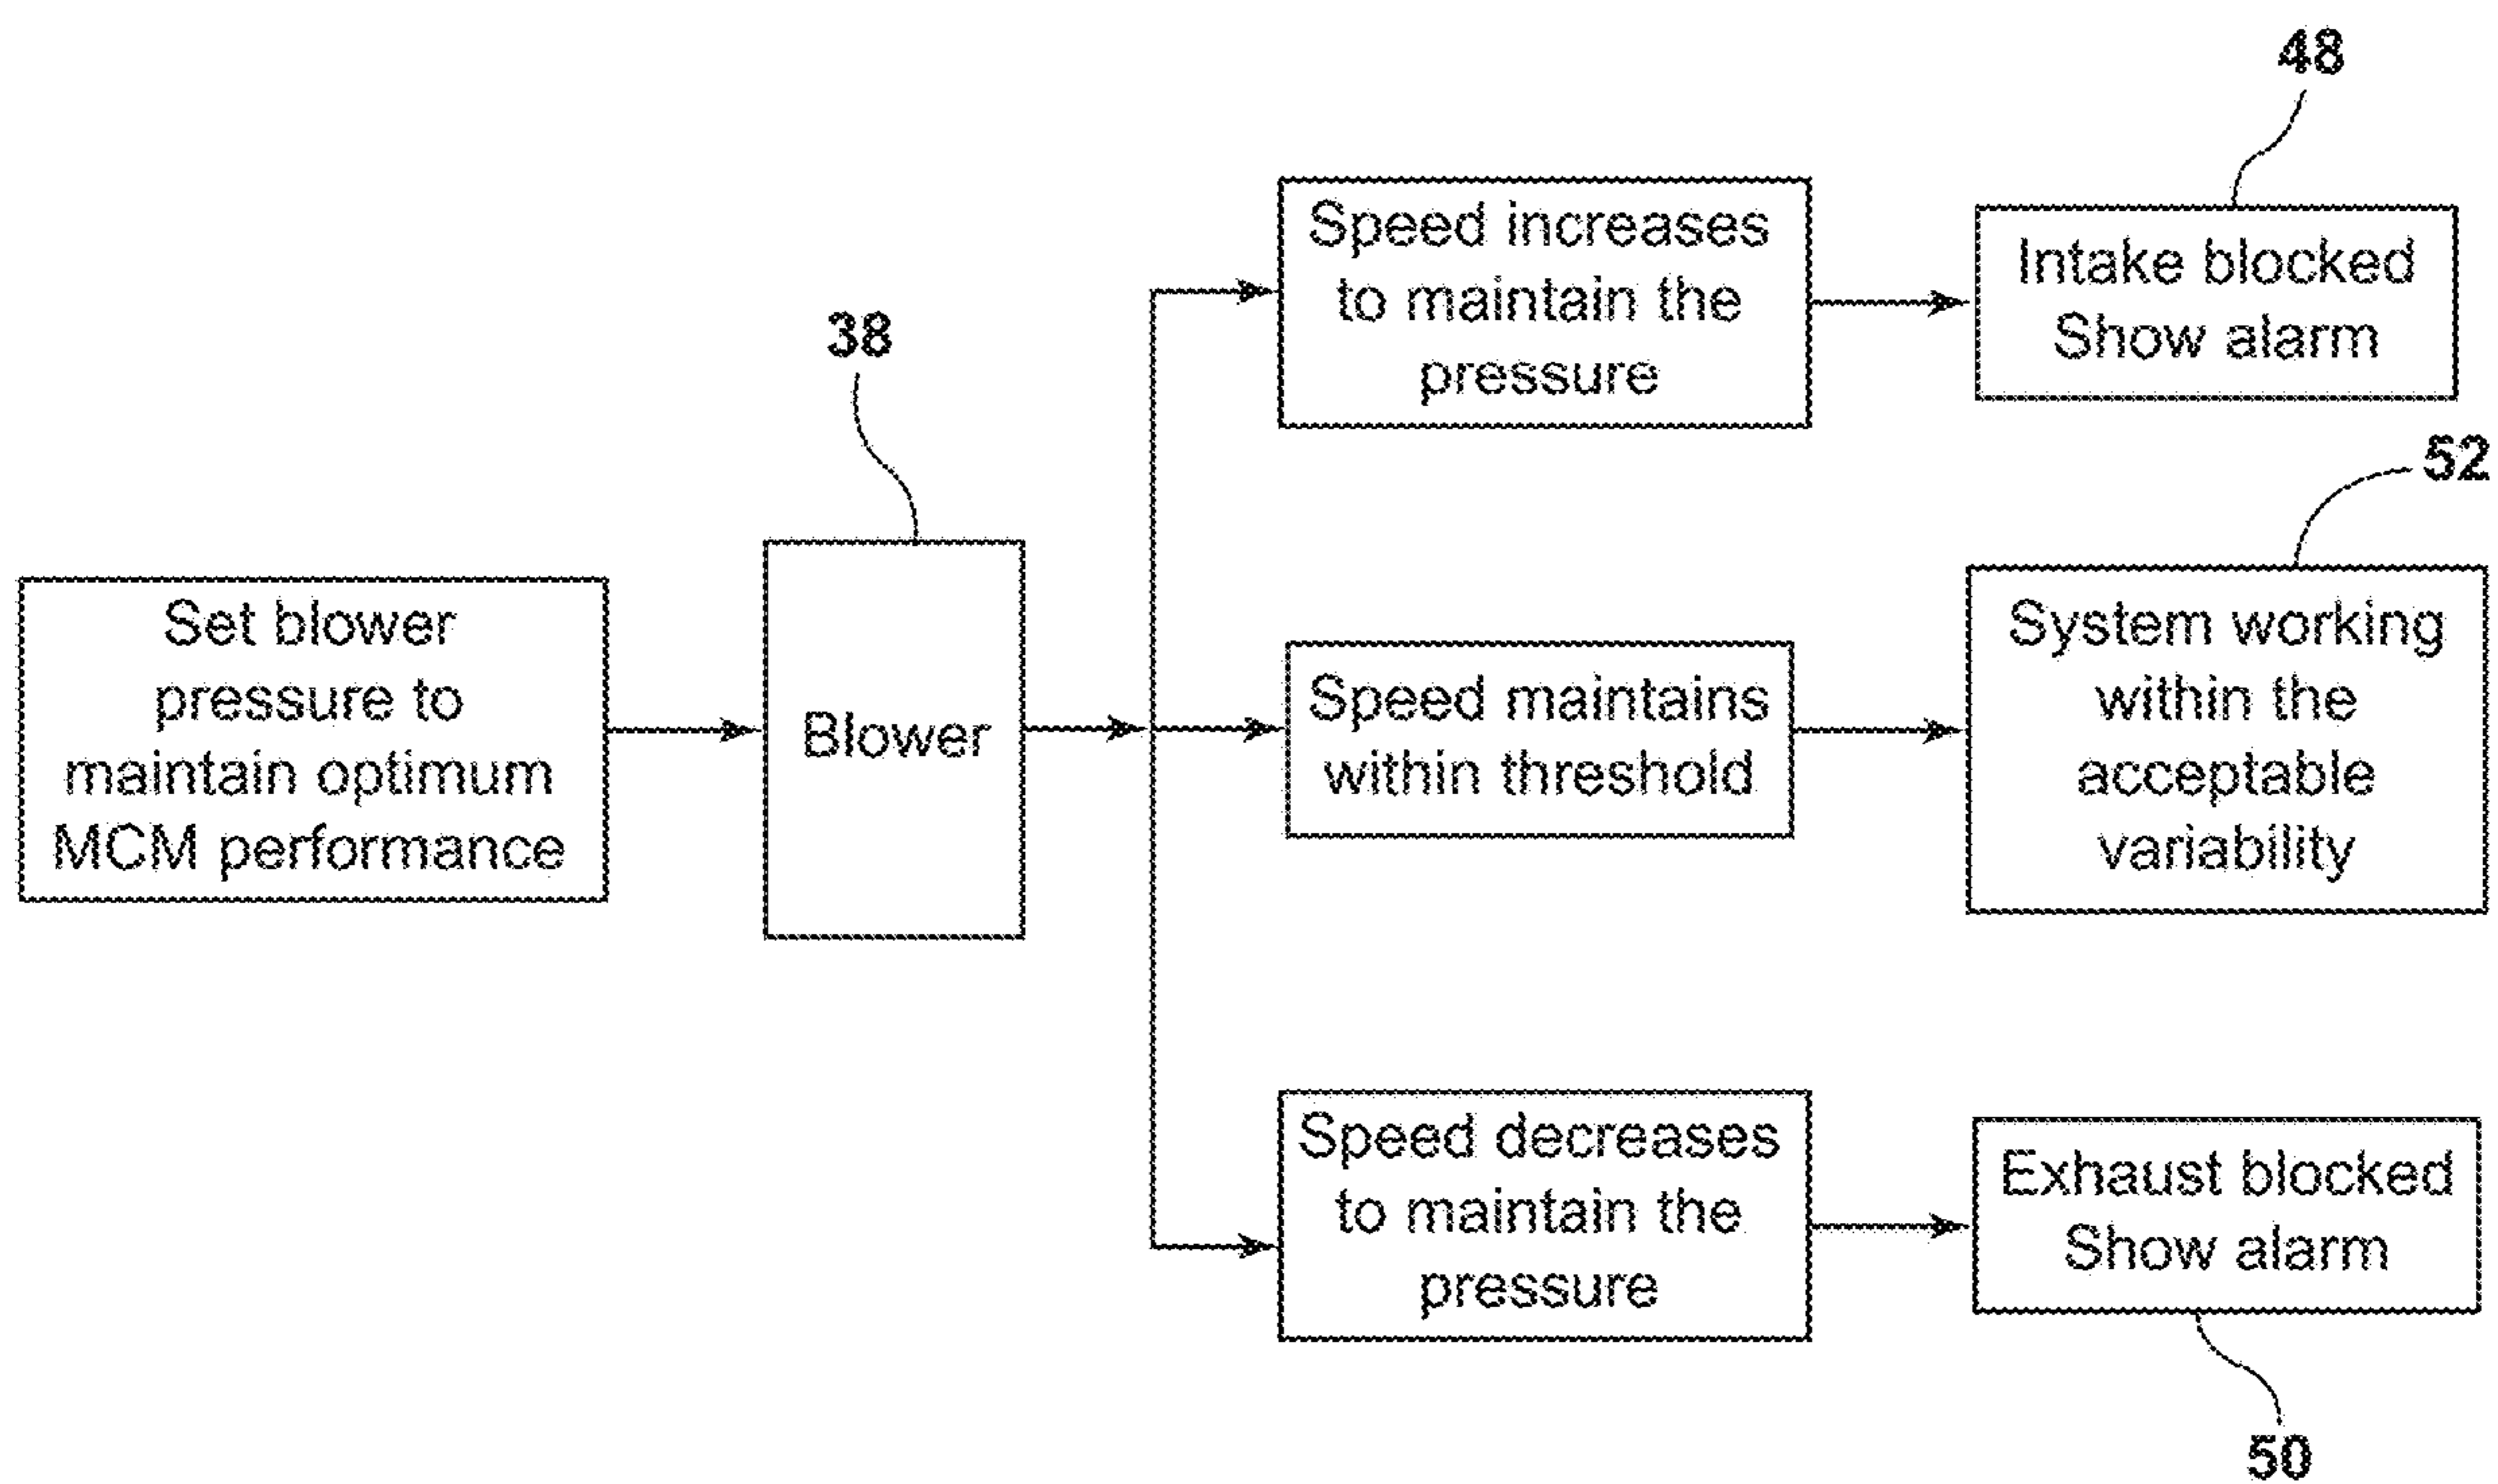 48
Speed increases
to maintain the
pressure
Intake blocked
Show alarm
38
52
Set blower
pressure to
maintain optimum
MCM performance
Blower
Speed maintains
within threshold
System working
within the
acceptable
variability
Speed decreases
to maintain the
pressure
Exhaust blocked
Show alarm
50